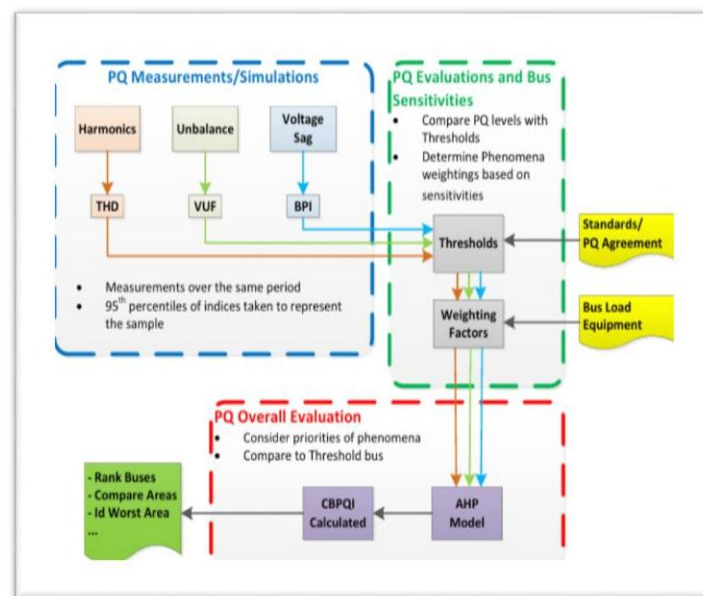 PQ Measurements/Simulations
Harmonics
Unbalance
Voltage
Sag
THD
VUF
BPI
• Measurements over the same period
• 95th percentiles of indices taken to represent
the sample
PQ Evaluations and Bus
Sensitivities
• Compare PQ levels with
Thresholds
• Determine Phenomena
weightings based on
sensitivities
Thresholds
Weighting
Factors
Standards/
PQ Agreement
Bus Load
Equipment
PQ Overall Evaluation
• Consider priorities of phenomena
• Compare to Threshold bus
AHP
Model
CBPQI
Calculated
- Rank Buses
- Compare Areas
- Id Worst Area
...